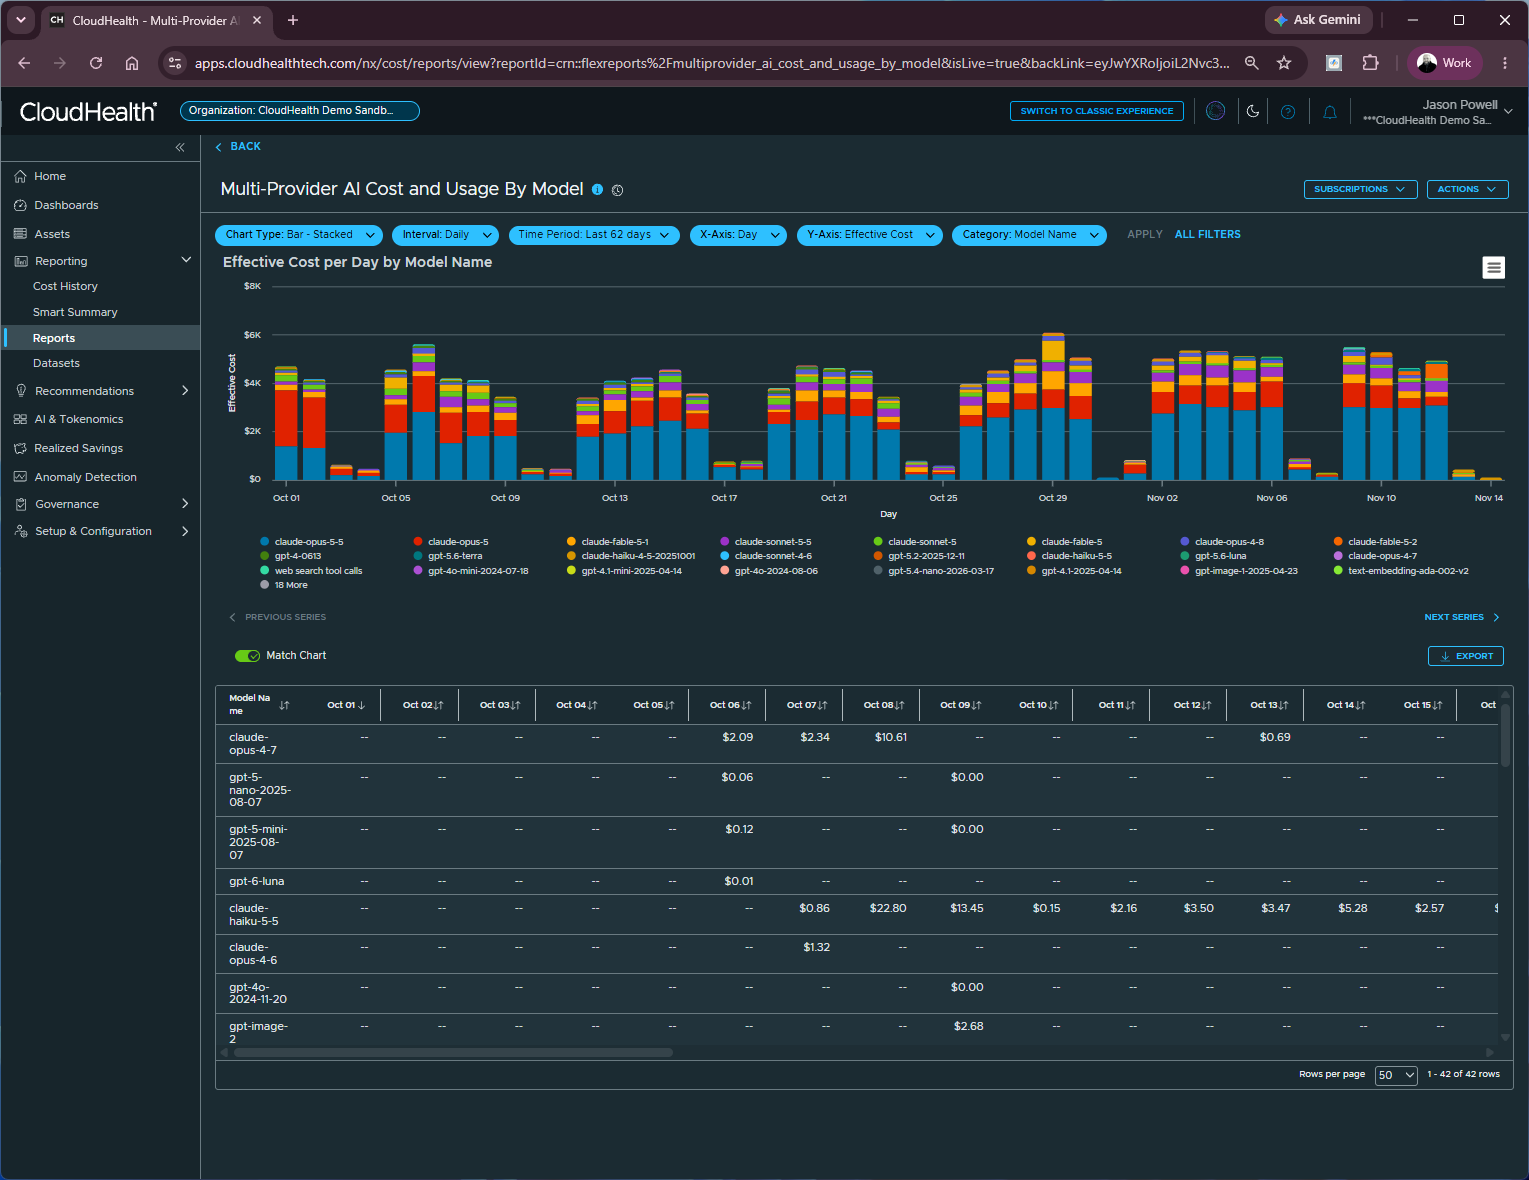 CH CloudHealth - Multi-Provider A
Ask Gemini
apps.cloudhealthtech.com/nx/cost/reports/view?reportId=crn::flexreports%2Fmultiprovider_ai_cost_and_usage_by_model&isLive=true&backLink=eyJwYXRoIjoiL2Nvc3...
Work
CloudHealth
Organization: CloudHealth Demo Sandb...
SWITCH TO CLASSIC EXPERIENCE
Jason Powell
***CloudHealth Demo Sa...
Home
Dashboards
Assets
Reporting
Cost History
Smart Summary
Reports
Datasets
Recommendations
AI & Tokenomics
Realized Savings
Anomaly Detection
Governance
Setup & Configuration
BACK
Multi-Provider AI Cost and Usage By Model
SUBSCRIPTIONS
ACTIONS
Chart Type: Bar - Stacked Interval: Daily Time Period: Last 62 days X-Axis: Day Y-Axis: Effective Cost Category: Model Name APPLY ALL FILTERS
Effective Cost per Day by Model Name
$8K
$6K
$4K
$2K
$0
Effective Cost
Oct 01 Oct 05 Oct 09 Oct 13 Oct 17 Oct 21 Oct 25 Oct 29 Nov 02 Nov 06 Nov 10 Nov 14
Day
claude-opus-5-5 claude-opus-5 claude-fable-5-1 claude-sonnet-5-5 claude-sonnet-5 claude-fable-5 claude-opus-4-8 claude-fable-5-2
gpt-4-0613 gpt-5.6-terra claude-haiku-4-5-20251001 claude-sonnet-4-6 gpt-5.2-2025-12-11 claude-haiku-5-5 gpt-5.6-luna claude-opus-4-7
web search tool calls gpt-4o-mini-2024-07-18 gpt-4.1-mini-2025-04-14 gpt-4o-2024-08-06 gpt-5.4-nano-2026-03-17 gpt-4.1-2025-04-14 gpt-image-1-2025-04-23 text-embedding-ada-002-v2
18 More
PREVIOUS SERIES
NEXT SERIES
Match Chart
EXPORT
Model Na
me
Oct 01 Oct 02 Oct 03 Oct 04 Oct 05 Oct 06 Oct 07 Oct 08 Oct 09 Oct 10 Oct 11 Oct 12 Oct 13 Oct 14 Oct 15 Oct
claude- -- -- -- -- -- $2.09 $2.34 $10.61 -- -- -- -- $0.69 -- --
opus-4-7
gpt-5- -- -- -- -- -- $0.06 -- -- $0.00 -- -- -- -- -- --
nano-2025-
08-07
gpt-5-mini- -- -- -- -- -- $0.12 -- -- $0.00 -- -- -- -- -- --
2025-08-
07
gpt-6-luna -- -- -- -- -- $0.01 -- -- -- -- -- -- -- -- --
claude- -- -- -- -- -- -- $0.86 $22.80 $13.45 $0.15 $2.16 $3.50 $3.47 $5.28 $2.57 $
haiku-5-5
claude- -- -- -- -- -- -- $1.32 -- -- -- -- -- -- -- --
opus-4-6
gpt-4o- -- -- -- -- -- -- -- -- $0.00 -- -- -- -- -- --
2024-11-20
gpt-image- -- -- -- -- -- -- -- -- $2.68 -- -- -- -- -- --
2
Rows per page 50 1 - 42 of 42 rows